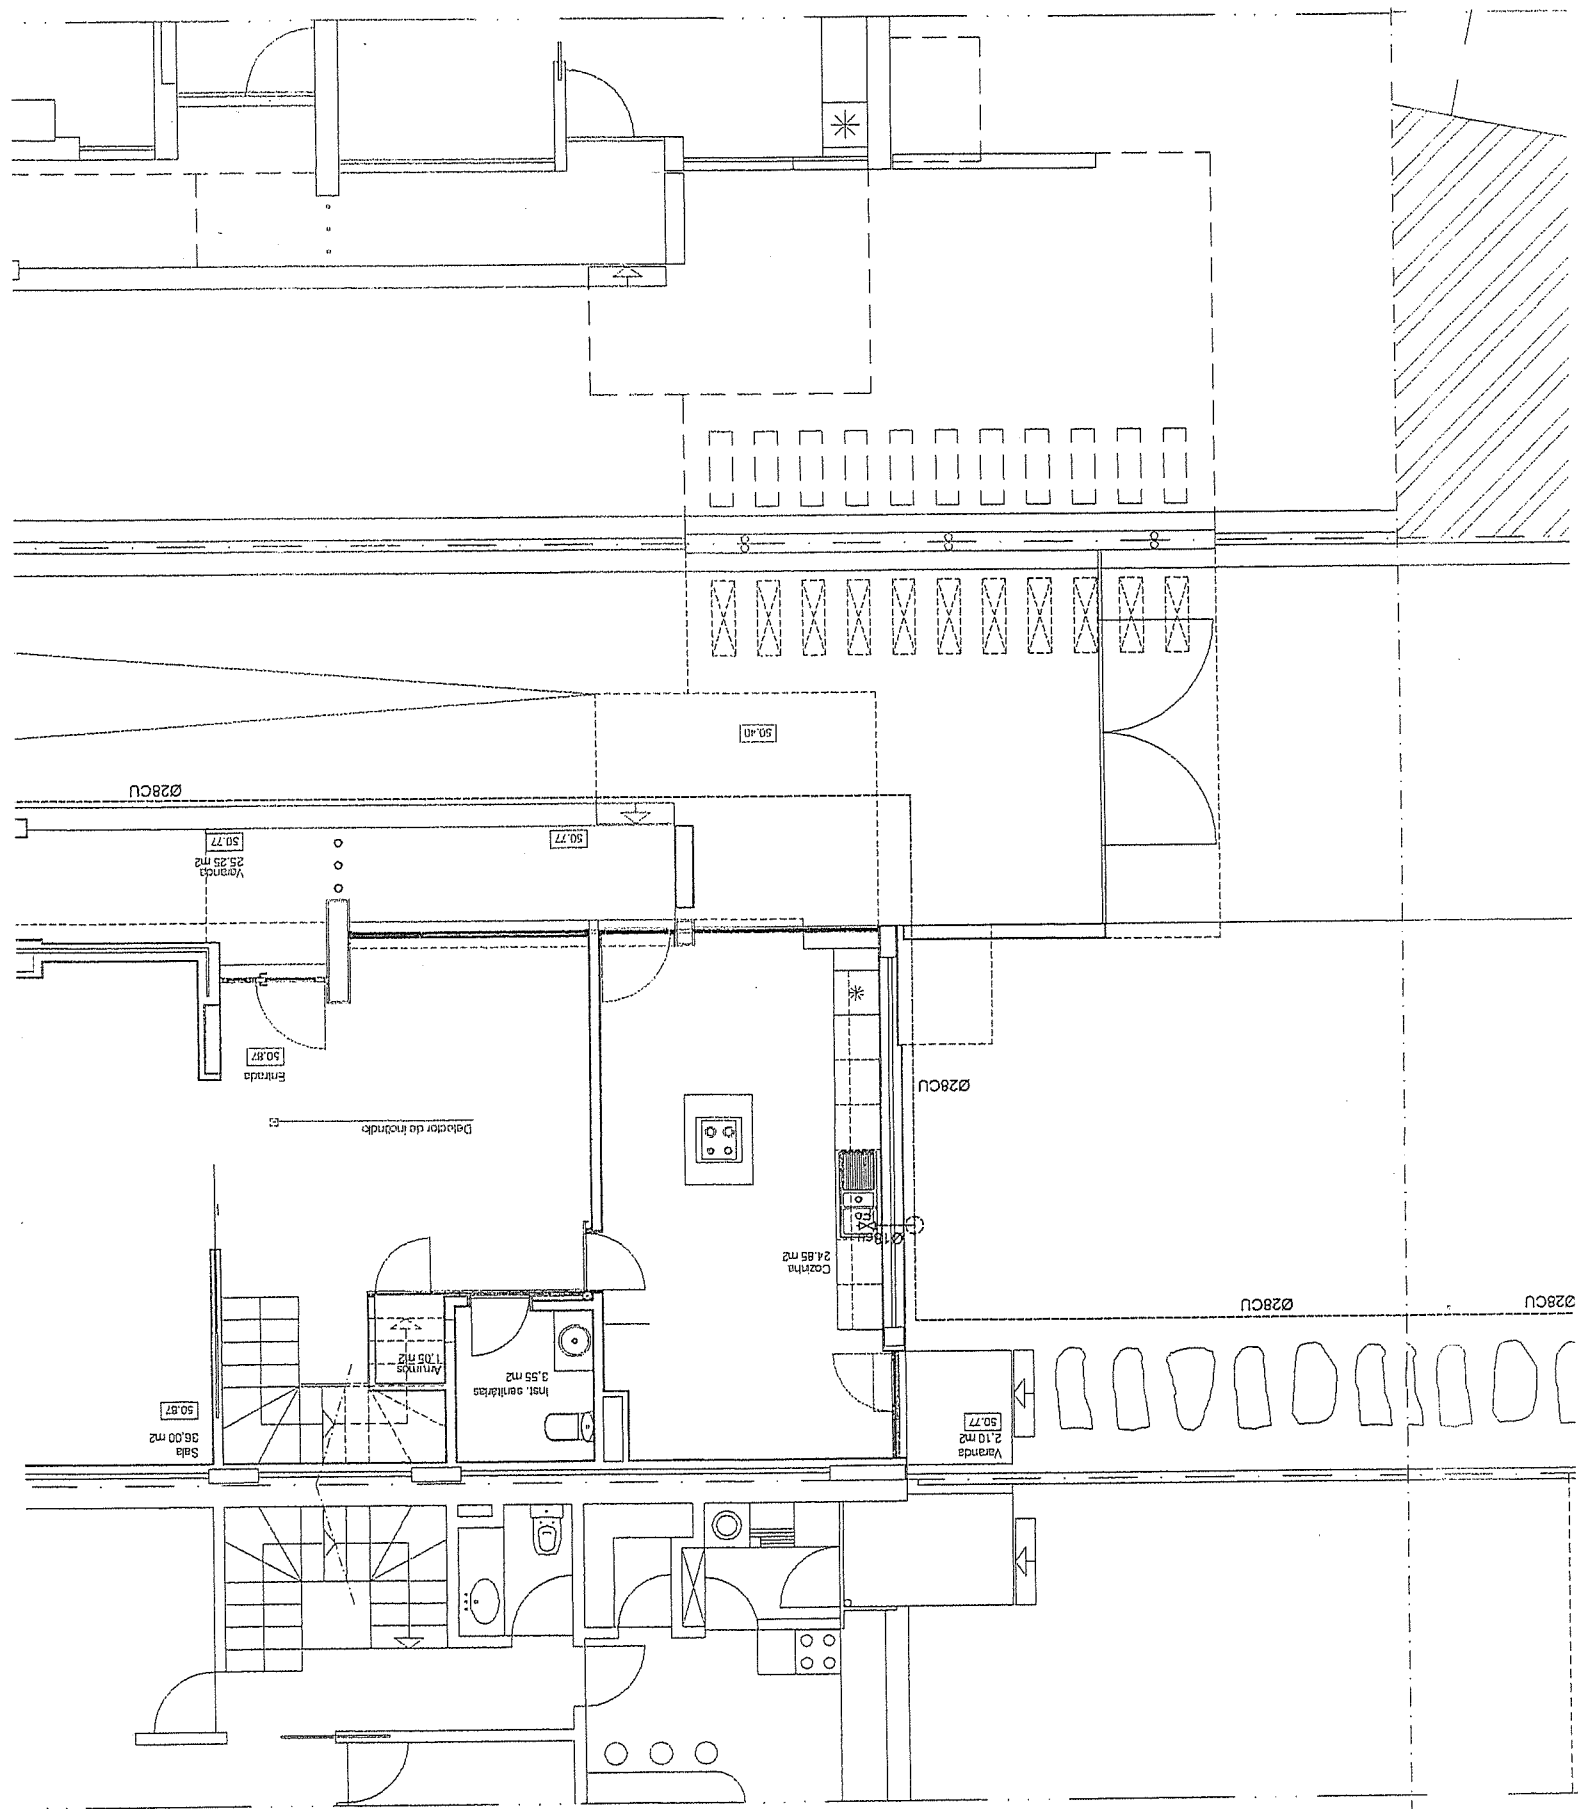 Varanda
2,10 m2
50.77
Sala
36,00 m2
50.87
Inst. sanitárias
3,55 m2
Arrumos
1,05 m2
Ø28CU
Ø28CU
Cozinha
24.85 m2
Ø18CU
Detector de incêndio
Ø28CU
Entrada
50.87
Varanda
25.25 m2
50.77
50.77
Ø28CU
50.40